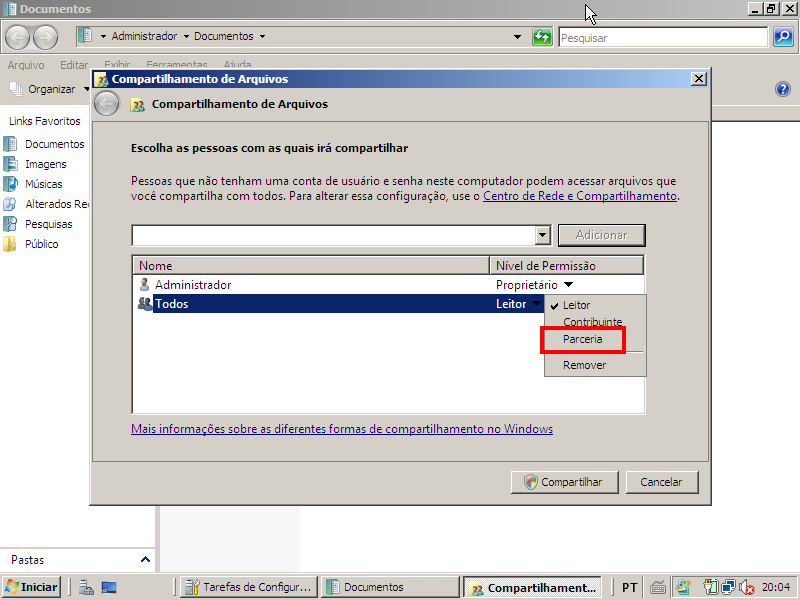 Documentos
Administrador Documentos
Pesquisar
Arquivo Editar Exibir Ferramentas Ajuda
Organizar
Compartilhamento de Arquivos
Compartilhamento de Arquivos
Links Favoritos
Documentos
Imagens
Músicas
Alterados Re
Pesquisas
Público
Escolha as pessoas com as quais irá compartilhar
Pessoas que não tenham uma conta de usuário e senha neste computador podem acessar arquivos que
você compartilha com todos. Para alterar essa configuração, use o Centro de Rede e Compartilhamento.
Adicionar
Nome Nível de Permissão
Administrador Proprietário
Todos Leitor
Leitor
Contribuinte
Parceria
Remover
Mais informações sobre as diferentes formas de compartilhamento no Windows
Compartilhar Cancelar
Pastas
Iniciar Tarefas de Configur... Documentos Compartilhament... PT 20:04